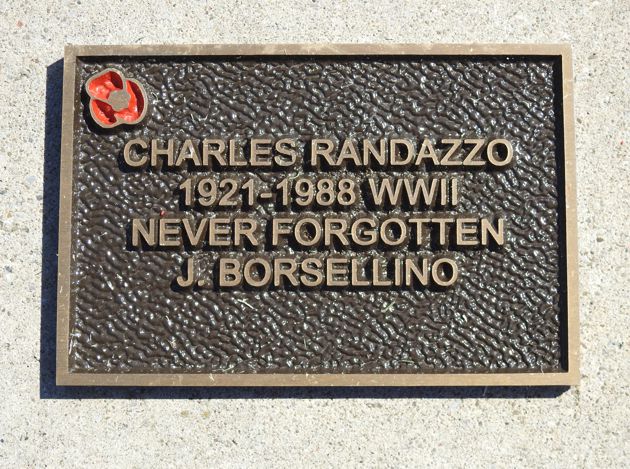 CHARLES RANDAZZO
1921-1988 WWII
NEVER FORGOTTEN
J. BORSELLINO